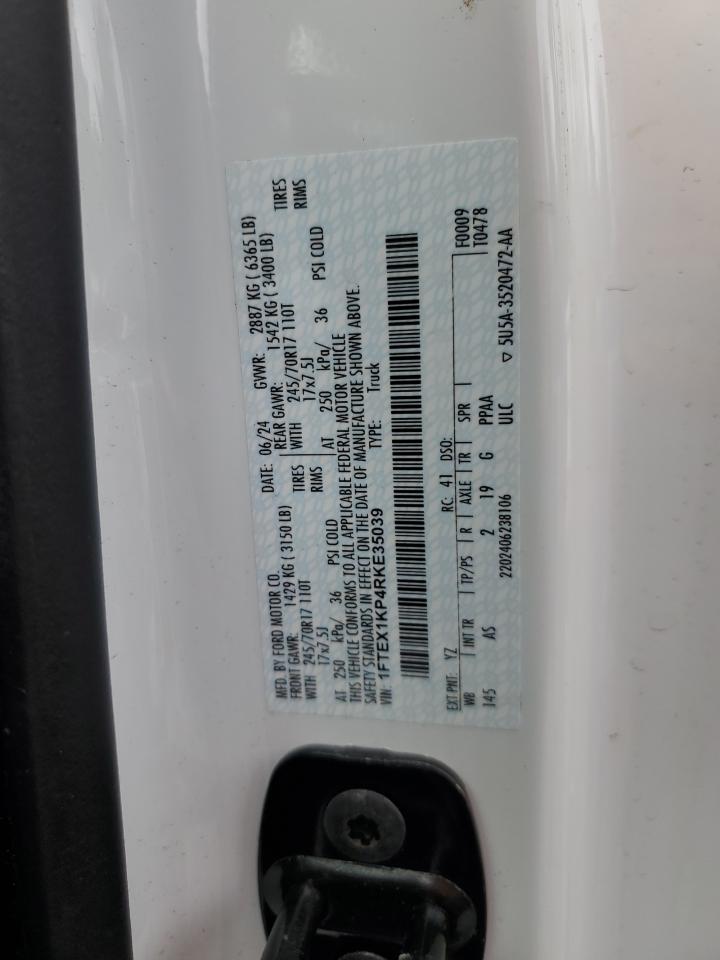 MFD. BY FORD MOTOR CO. DATE: 06/24 GVWR: 2887 KG ( 6365 LB)
FRONT GAWR: 1429 KG ( 3150 LB) REAR GAWR: 1542 KG ( 3400 LB)
WITH 245/70R17 110T TIRES WITH 245/70R17 110T TIRES
17x7.5J RIMS 17x7.5J RIMS
AT 250 kPa/ 36 PSI COLD AT 250 kPa/ 36 PSI COLD
THIS VEHICLE CONFORMS TO ALL APPLICABLE FEDERAL MOTOR VEHICLE
SAFETY STANDARDS IN EFFECT ON THE DATE OF MANUFACTURE SHOWN ABOVE.
VIN: 1FTEX1KP4RKE35039 TYPE: Truck
EXT PNT: YZ RC: 41 DSO: F0009
WB INT TR TP/PS R AXLE TR SPR T0478
145 AS 2 19 G PPAA
2202406238106 ULC ▽ 5U5A-3520472-AA